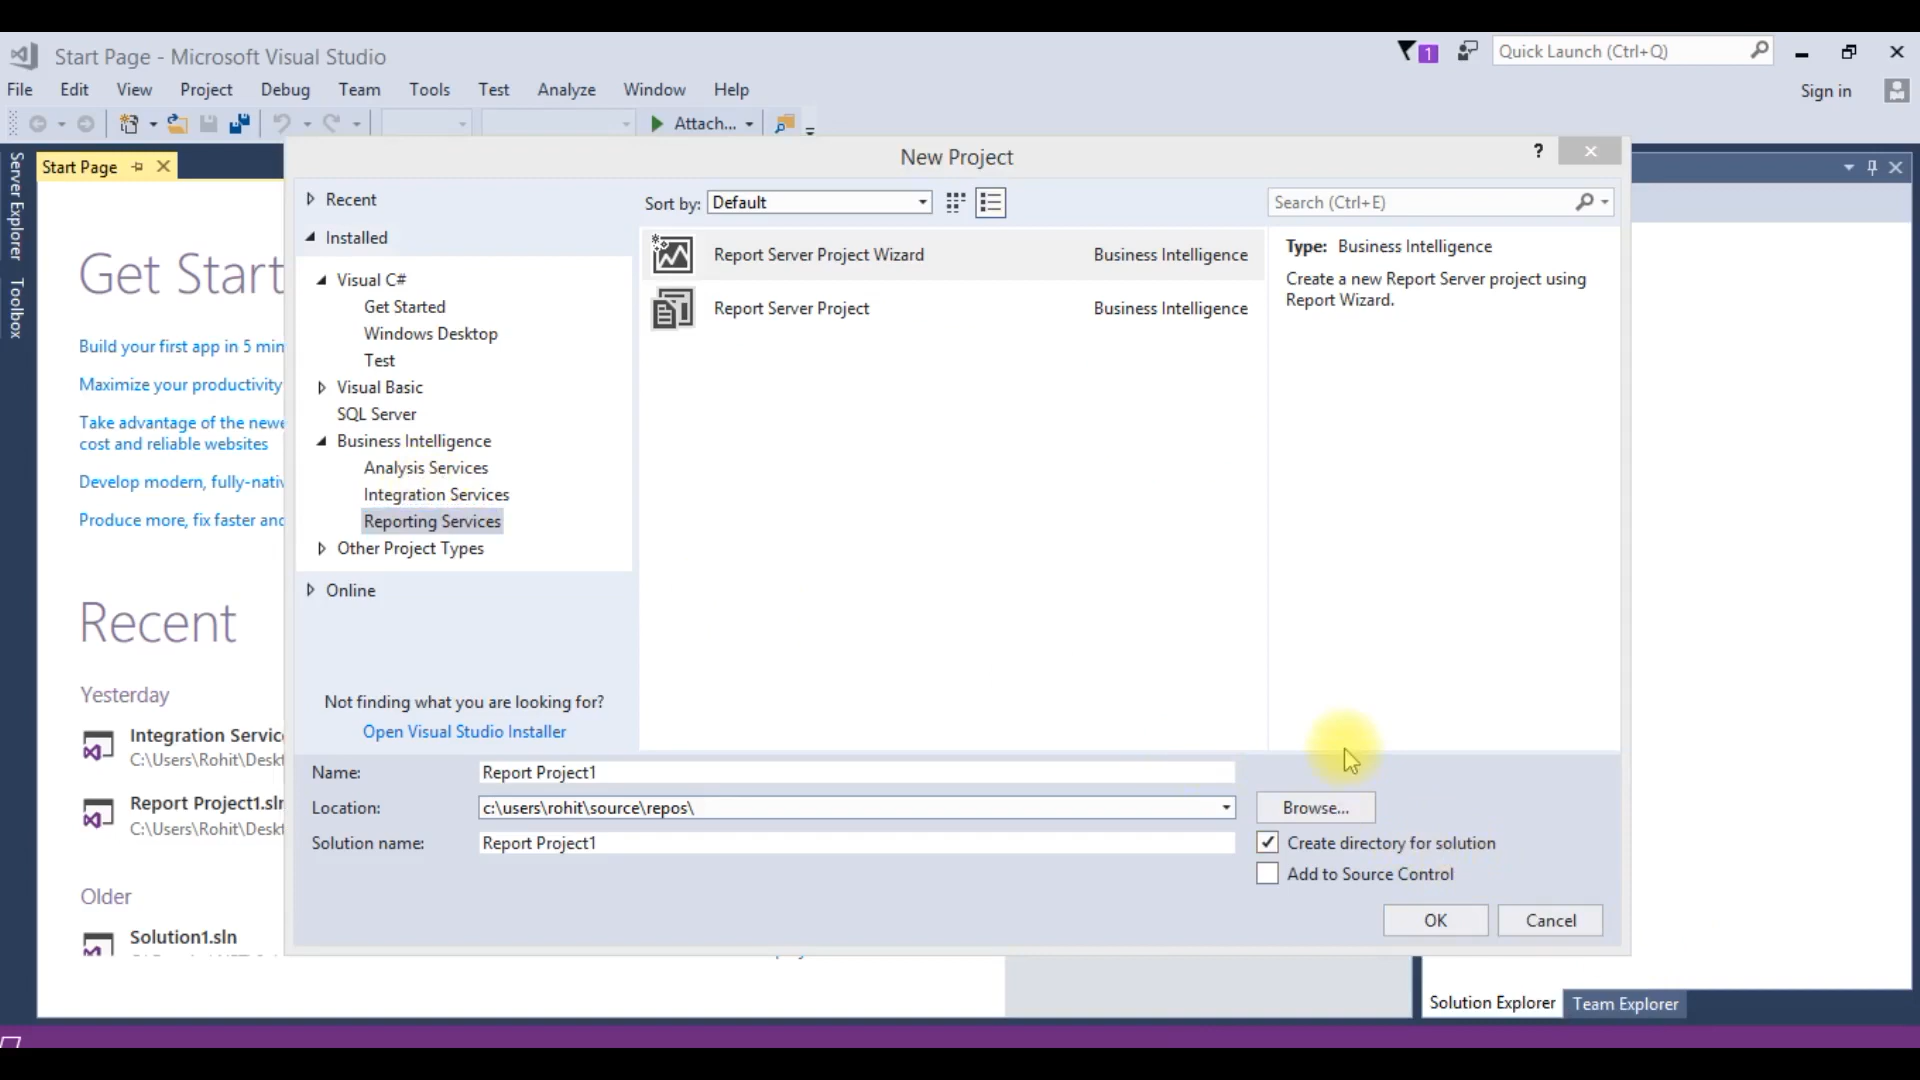 Start Page - Microsoft Visual Studio
1
Quick Launch (Ctrl+Q)
File Edit View Project Debug Team Tools Test Analyze Window Help
Sign in
Attach...
Server Explorer
Toolbox
Start Page
New Project
?
Get Start
Build your first app in 5 min
Maximize your productivity
Take advantage of the newe
cost and reliable websites
Develop modern, fully-nativ
Produce more, fix faster and
Recent
Yesterday
Integration Servic
C:\Users\Rohit\Deskt
Report Project1.sln
C:\Users\Rohit\Deskt
Older
Solution1.sln
Recent
Installed
Visual C#
Get Started
Windows Desktop
Test
Visual Basic
SQL Server
Business Intelligence
Analysis Services
Integration Services
Reporting Services
Other Project Types
Online
Not finding what you are looking for?
Open Visual Studio Installer
Sort by: Default
Search (Ctrl+E)
Report Server Project Wizard Business Intelligence
Report Server Project Business Intelligence
Type: Business Intelligence
Create a new Report Server project using
Report Wizard.
Name: Report Project1
Location: c:\users\rohit\source\repos\
Browse...
Solution name: Report Project1
Create directory for solution
Add to Source Control
OK Cancel
Solution Explorer Team Explorer